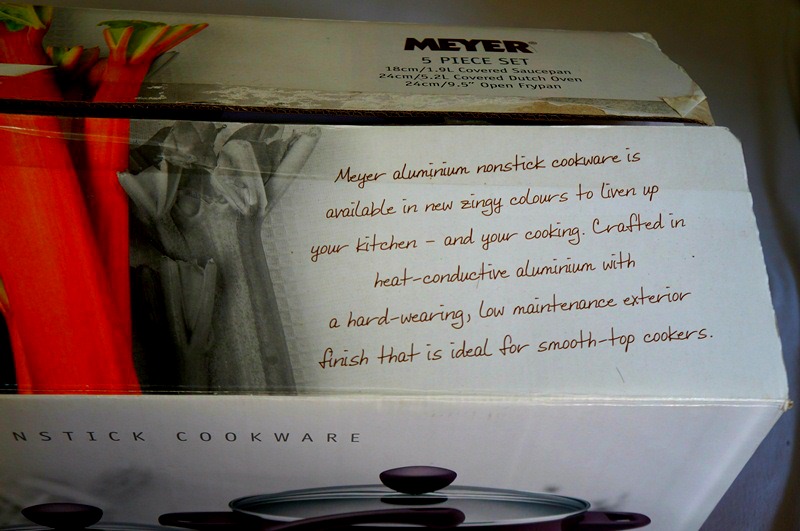 MEYER
5 PIECE SET
18cm/1.9L Covered Saucepan
24cm/5.2L Covered Dutch Oven
24cm/9.5" Open Frypan
Meyer aluminium nonstick cookware is
available in new zingy colours to liven up
your kitchen – and your cooking. Crafted in
heat-conductive aluminium with
a hard-wearing, low maintenance exterior
finish that is ideal for smooth-top cookers.
NSTICK COOKWARE